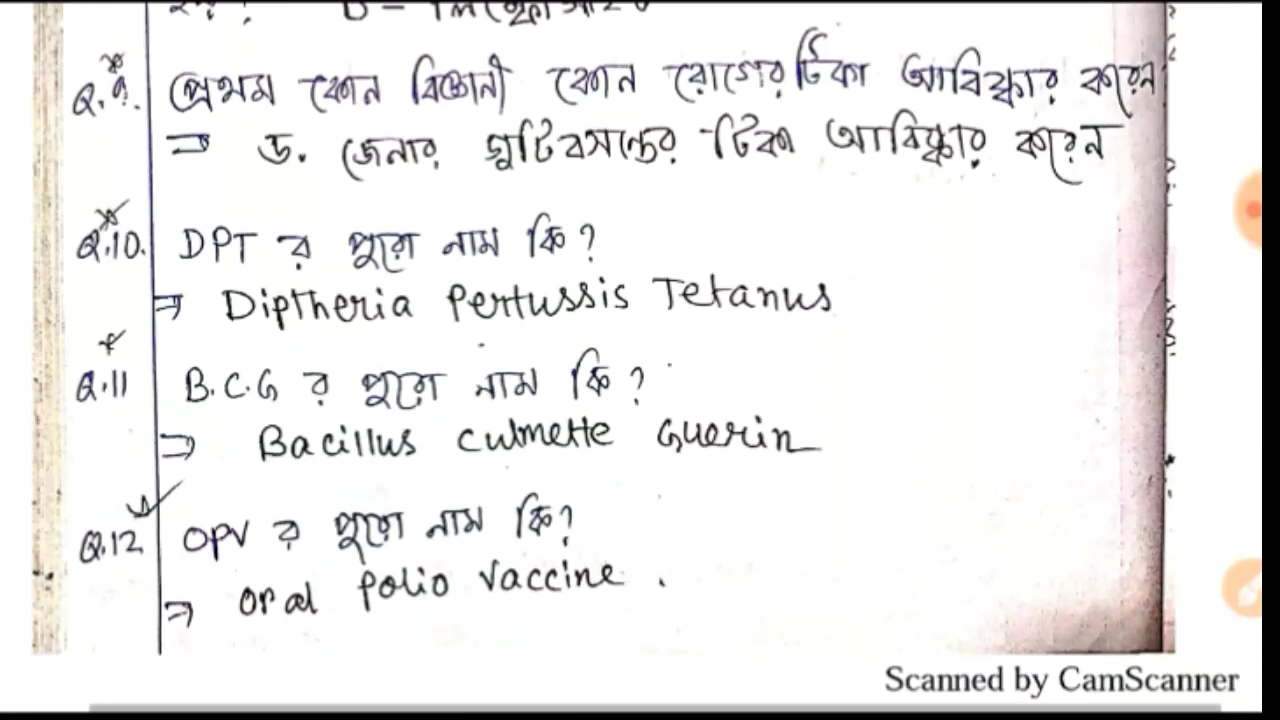 Q.9. প্রথম কোন বিজ্ঞানী কোন রোগের টিকা আবিস্কার করেন
⇒ ড. জেনার গুটিবসন্তের টিকা আবিষ্কার করেন
Q.10. DPT র পুরো নাম কি?
⇒ Diptheria Pertussis Tetanus
Q.11 B.C.G র পুরো নাম কি?
⇒ Bacillus culmette Guerin
Q.12 OPV র পুরো নাম কি?
⇒ oral polio vaccine.
Scanned by CamScanner